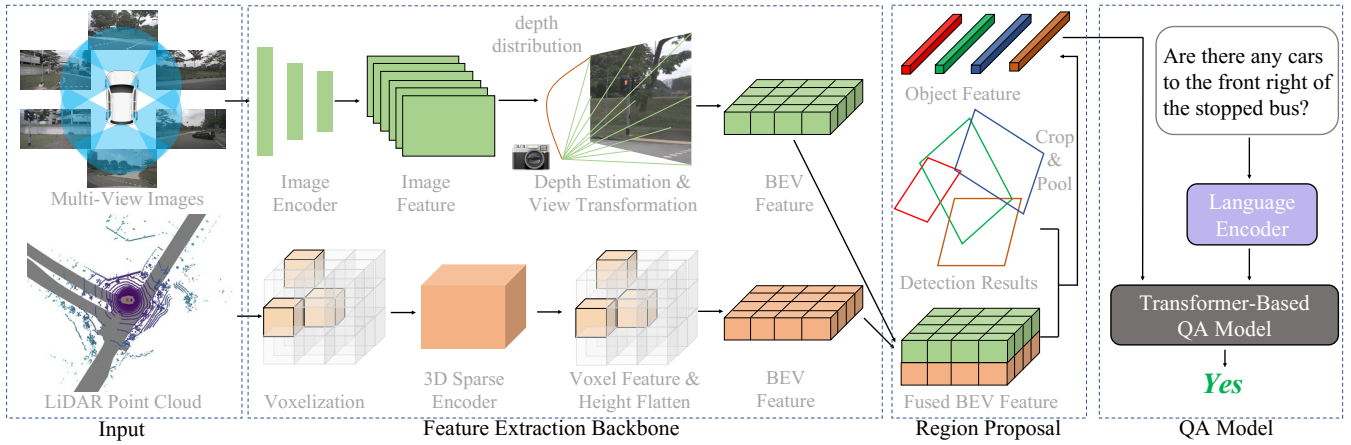 Multi-View Images
LiDAR Point Cloud
Input
Image
Encoder
Image
Feature
depth
distribution
Depth Estimation &
View Transformation
BEV
Feature
Voxelization
3D Sparse
Encoder
Voxel Feature &
Height Flatten
BEV
Feature
Feature Extraction Backbone
Object Feature
Crop
&
Pool
Detection Results
Fused BEV Feature
Region Proposal
Are there any cars
to the front right of
the stopped bus?
Language
Encoder
Transformer-Based
QA Model
Yes
QA Model